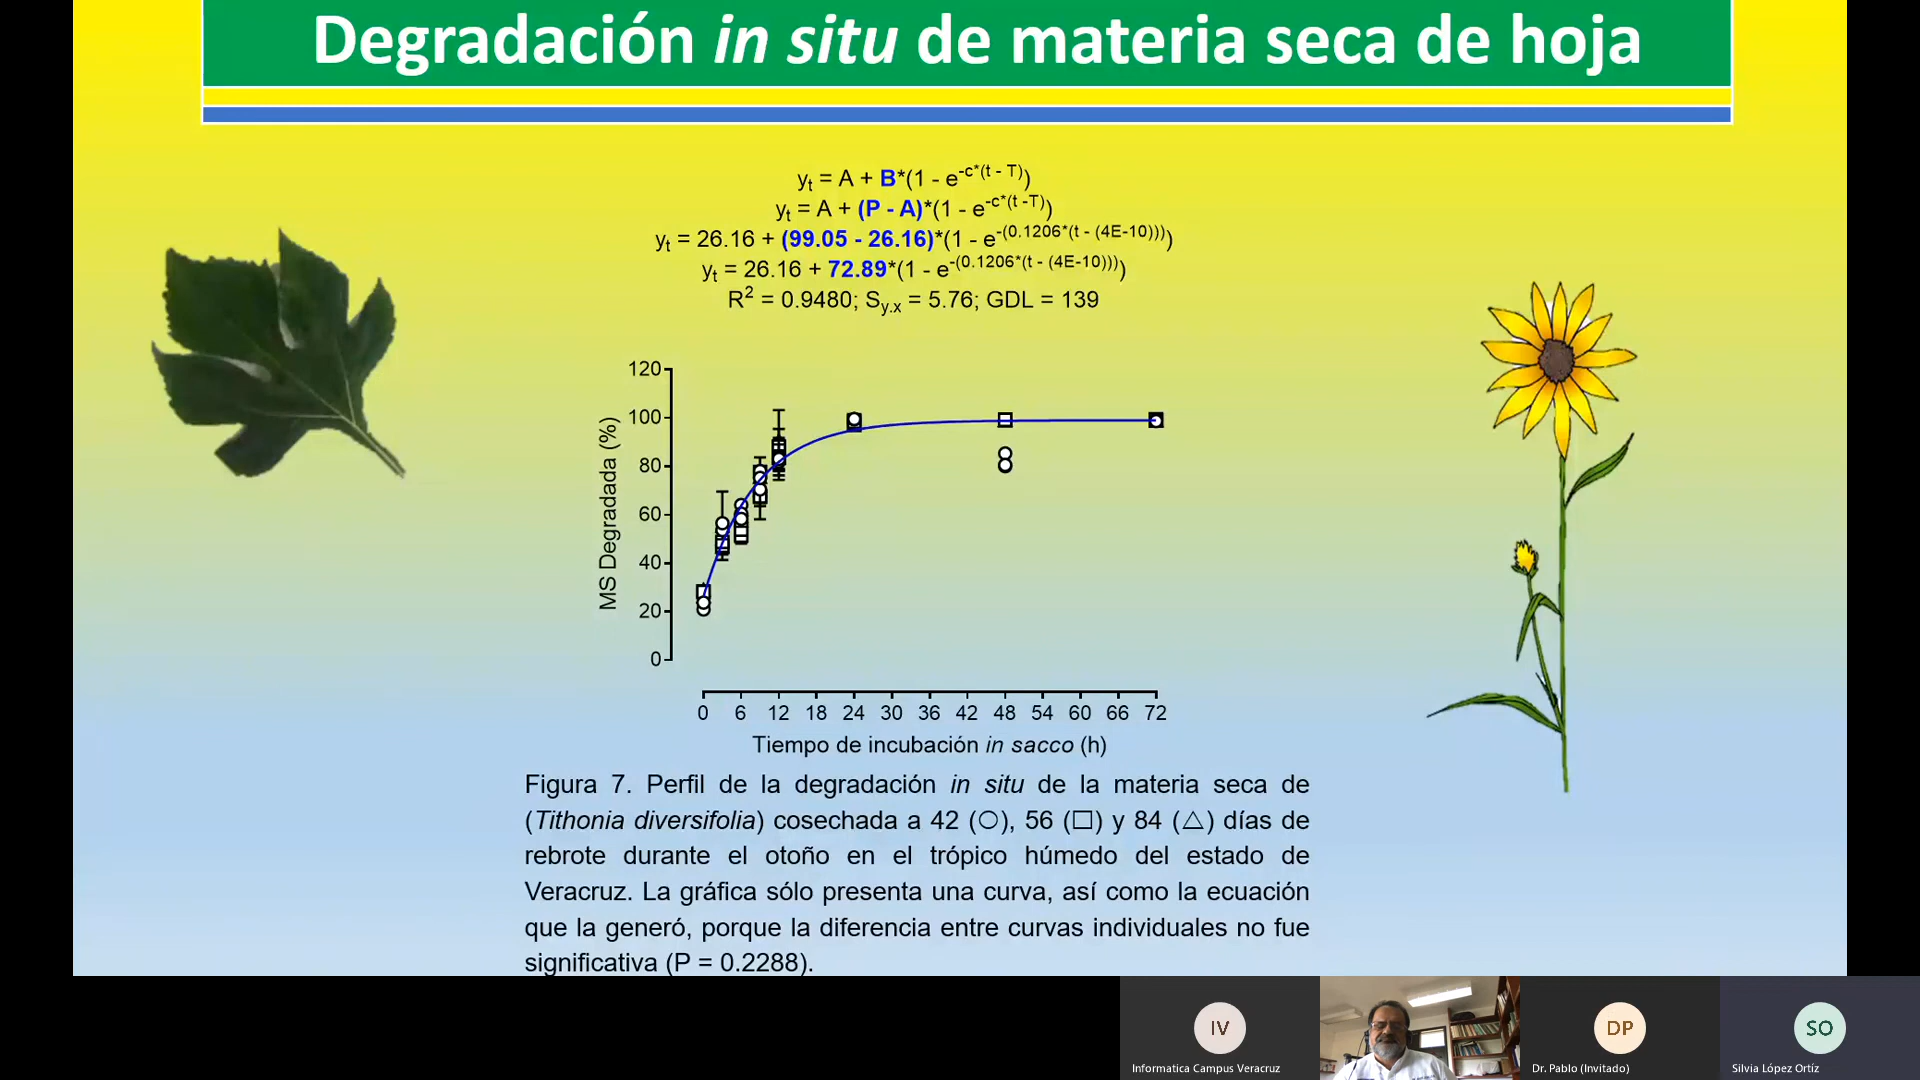 Degradación in situ de materia seca de hoja
yt = A + B*(1 - e-c*(t - T))
yt = A + (P - A)*(1 - e-c*(t -T))
yt = 26.16 + (99.05 - 26.16)*(1 - e-(0.1206*(t - (4E-10))))
yt = 26.16 + 72.89*(1 - e-(0.1206*(t - (4E-10))))
R2 = 0.9480; Sy.x = 5.76; GDL = 139
120
100
80
60
40
20
0
MS Degradada (%)
0 6 12 18 24 30 36 42 48 54 60 66 72
Tiempo de incubación in sacco (h)
Figura 7. Perfil de la degradación in situ de la materia seca de
(Tithonia diversifolia) cosechada a 42 (○), 56 (□) y 84 (△) días de
rebrote durante el otoño en el trópico húmedo del estado de
Veracruz. La gráfica sólo presenta una curva, así como la ecuación
que la generó, porque la diferencia entre curvas individuales no fue
significativa (P = 0.2288).
IV
DP
SO
Informatica Campus Veracruz
Dr. Pablo (Invitado)
Silvia López Ortíz